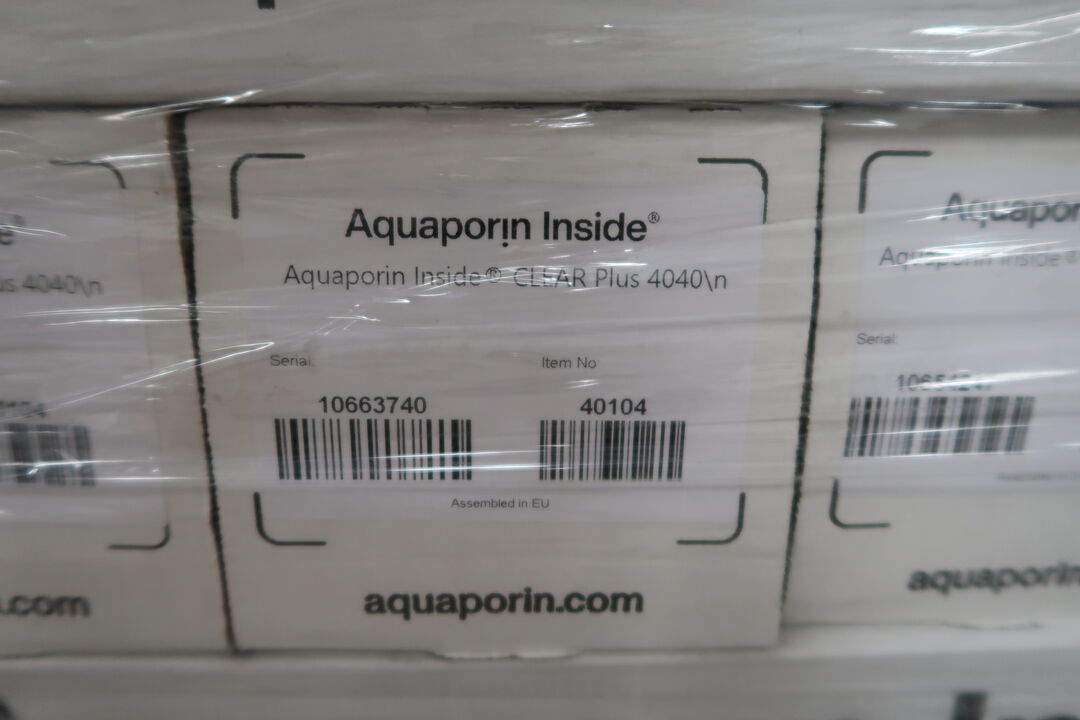 Aquaporin Inside®
Aquaporin Inside® CLEAR Plus 4040\n
Serial:
Item No
10663740
40104
Assembled in EU
aquaporin.com
4040\n
.com
Aquapor
Aquaporin Inside®
Serial:
aquaporin